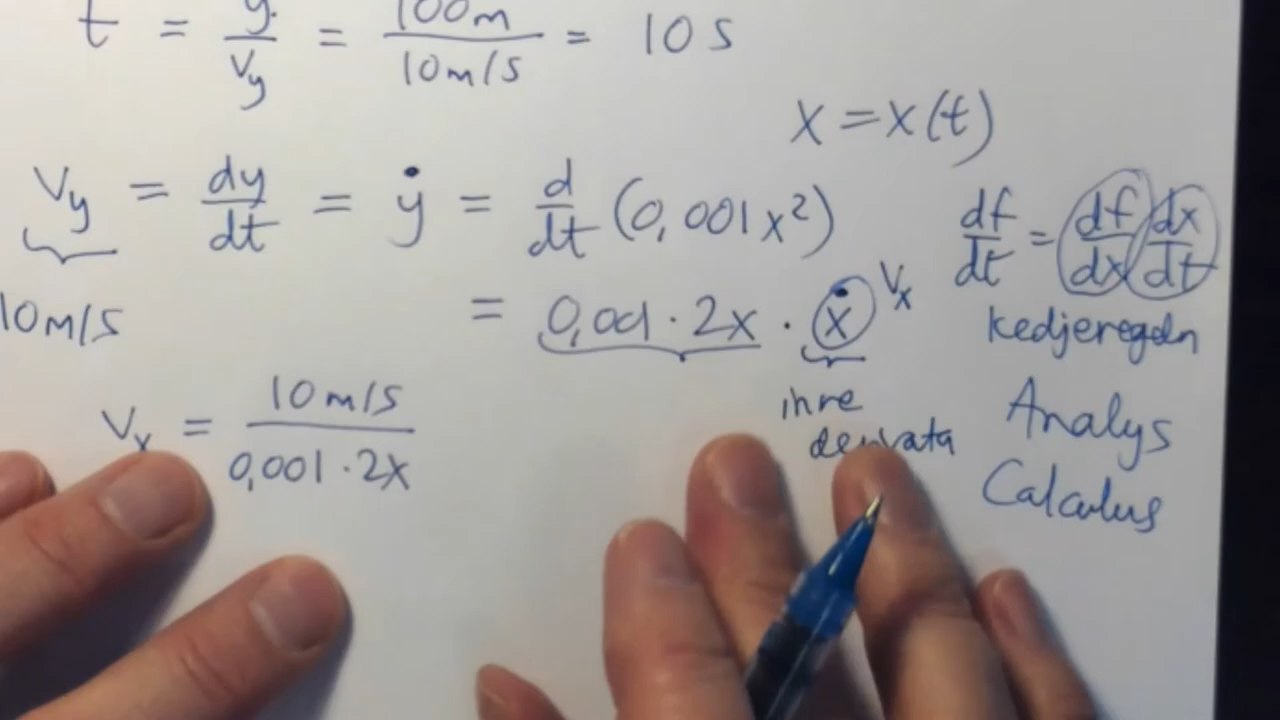 t = y/v_y = 100m/10m/s = 10 s
x = x(t)
v_y = dy/dt = ẏ = d/dt (0,001x²)
df/dt = df/dx dx/dt
10m/s
= 0,001 · 2x · ẋ v_x
kedjeregeln
v_x = 10m/s/0,001 · 2x
inre
derivata
Analys
Calculus